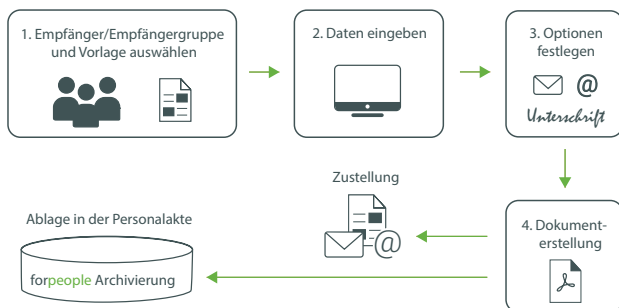 1. Empfänger/Empfängergruppe
und Vorlage auswählen
2. Daten eingeben
3. Optionen
festlegen
@
Unterschrift
Zustellung
@
4. Dokument-
erstellung
Ablage in der Personalakte
forpeople Archivierung